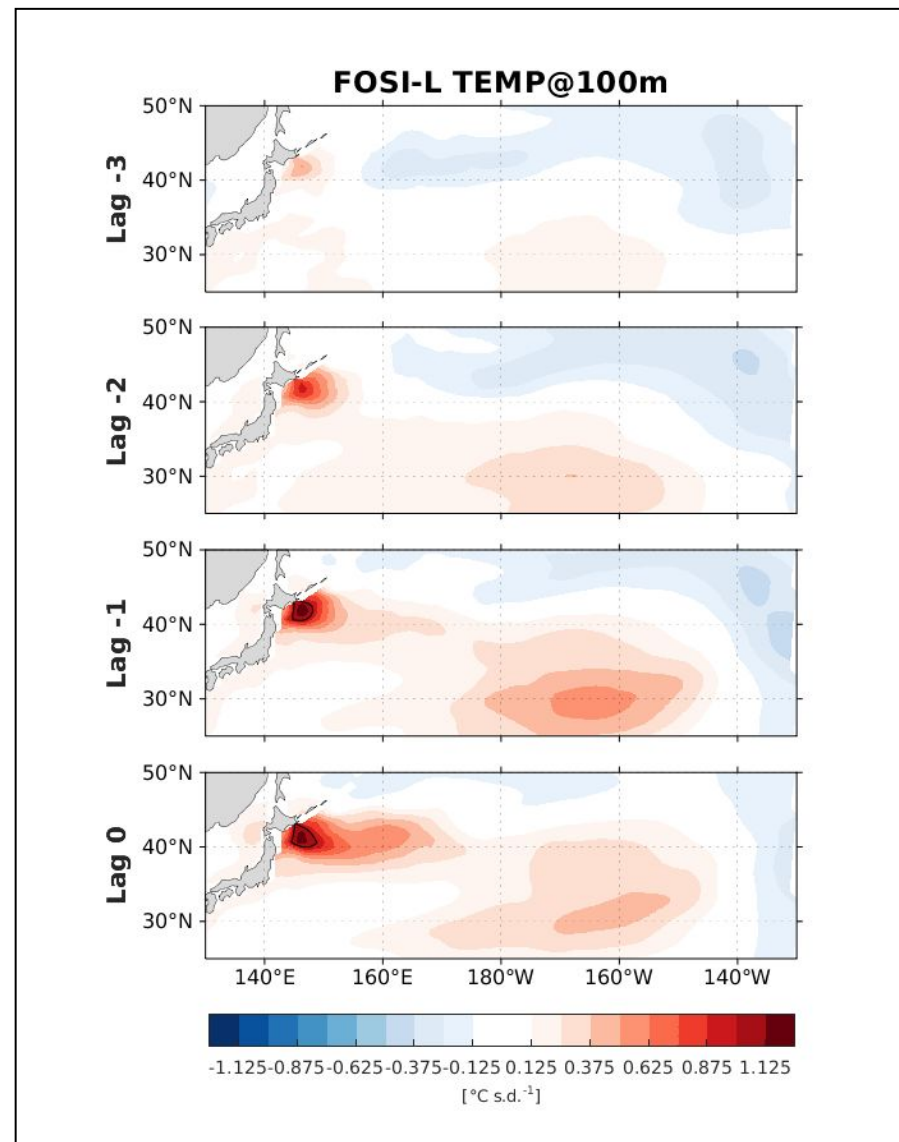 FOSI-L TEMP@100m
Lag -3
50°N
40°N
30°N
Lag -2
50°N
40°N
30°N
Lag -1
50°N
40°N
30°N
Lag 0
50°N
40°N
30°N
140°E 160°E 180°W 160°W 140°W
-1.125 -0.875 -0.625 -0.375 -0.125 0.125 0.375 0.625 0.875 1.125
[°C s.d.⁻¹]